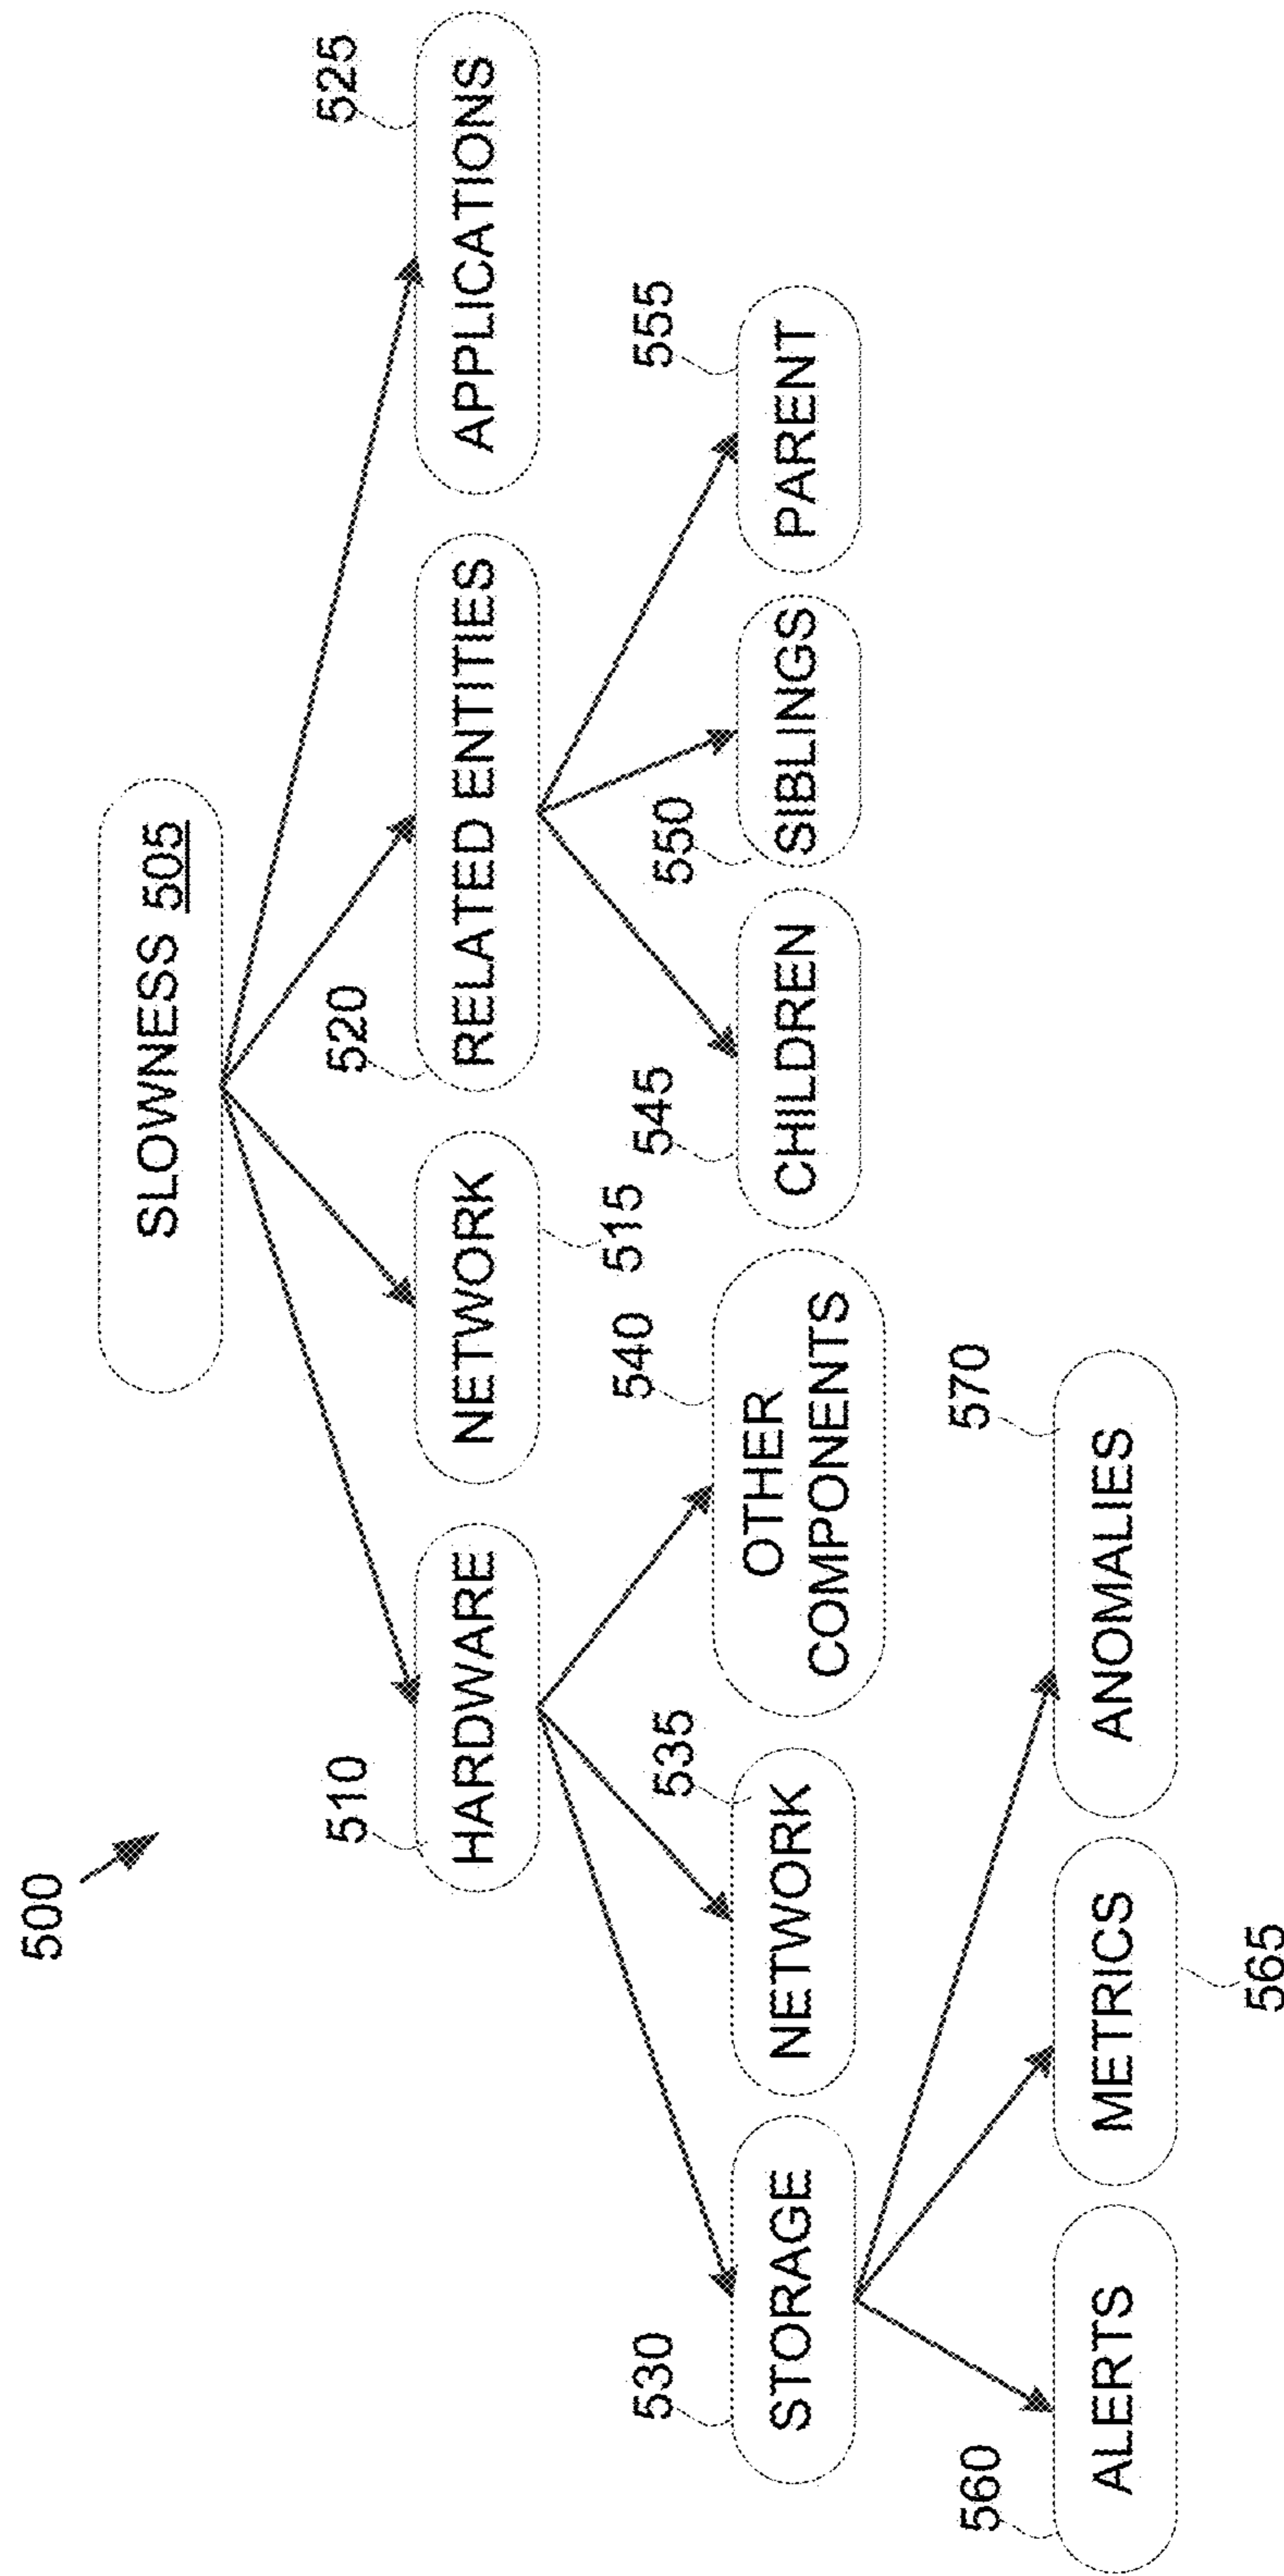 500
SLOWNESS 505
510
HARDWARE
NETWORK
515
520
RELATED ENTITIES
525
APPLICATIONS
530
STORAGE
535
NETWORK
540
OTHER
COMPONENTS
545
CHILDREN
550
SIBLINGS
555
PARENT
560
ALERTS
METRICS
565
570
ANOMALIES